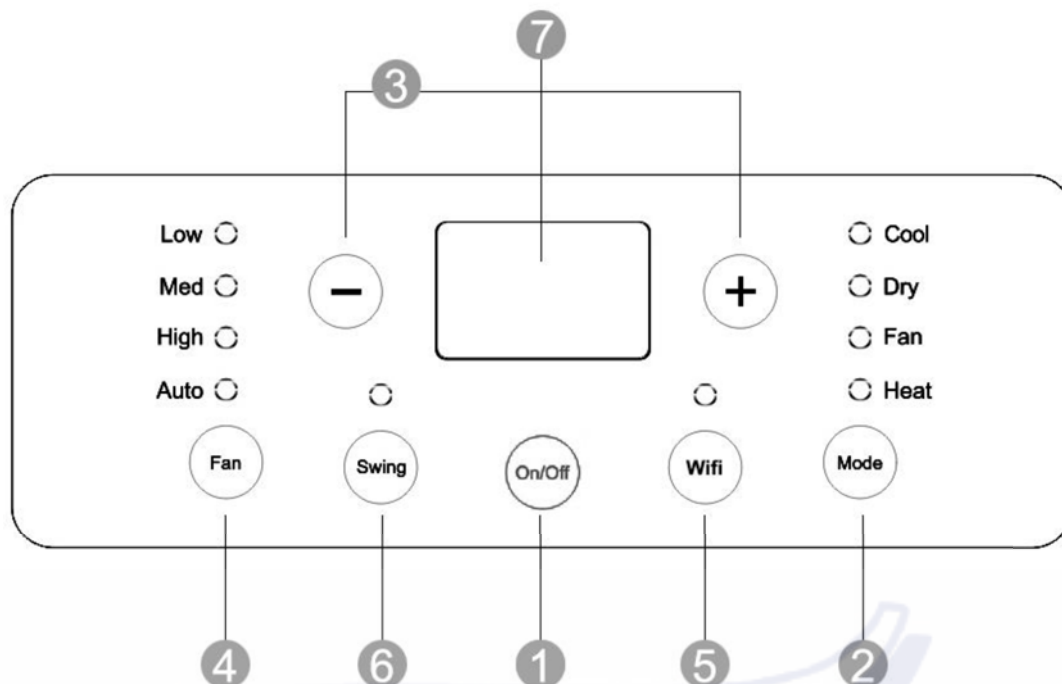 7
3
Low
Cool
Med
− +
Dry
High
Fan
Auto
Heat
Fan Swing On/Off Wifi Mode
4 6 1 5 2